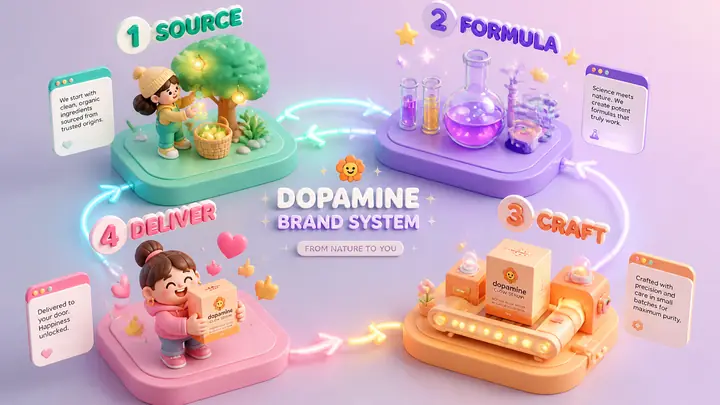 1 SOURCE
We start with
clean, organic
ingredients
sourced from
trusted origins.
2 FORMULA
Science meets
nature. We
create potent
formulas that
truly work.
DOPAMINE
BRAND SYSTEM
FROM NATURE TO YOU
3 CRAFT
dopamine
Crafted with
precision and
care in small
batches for
maximum purity.
4 DELIVER
Delivered to
your door.
Happiness
unlocked.
dopamine